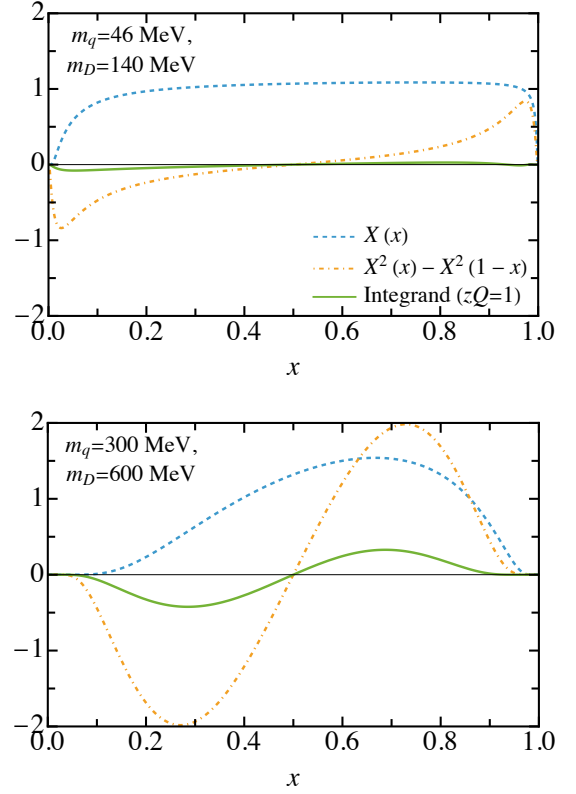 2
m_q=46 MeV,
m_D=140 MeV
1
0
X (x)
X² (x) − X² (1 − x)
−1
Integrand (zQ=1)
−2
0.0 0.2 0.4 0.6 0.8 1.0
x
2
m_q=300 MeV,
m_D=600 MeV
1
0
−1
−2
0.0 0.2 0.4 0.6 0.8 1.0
x